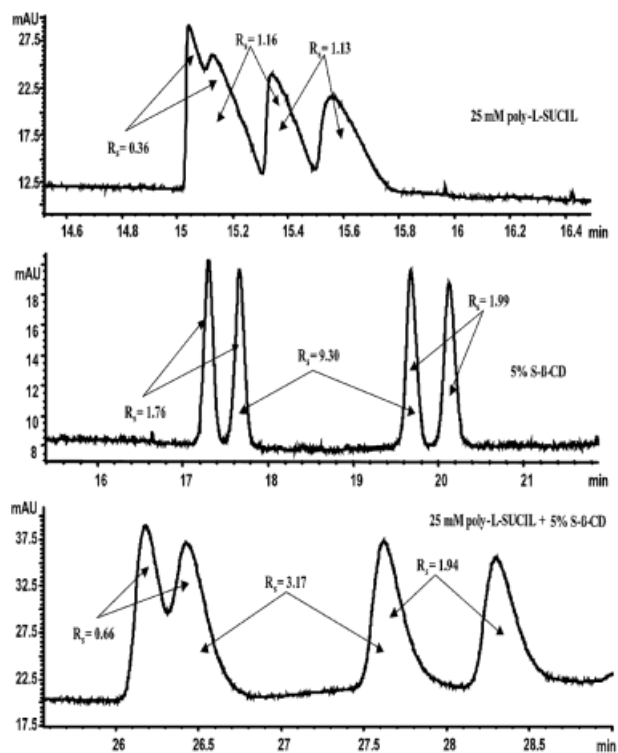 mAU
27.5
22.5
17.5
12.5
Rs= 1.16
Rs= 1.13
Rs= 0.36
25 mM poly-L-SUCIL
14.6 14.8 15 15.2 15.4 15.6 15.8 16 16.2 16.4 min
mAU
18
16
14
12
10
8
Rs= 1.99
Rs= 9.30
Rs= 1.76
5% S-ß-CD
16 17 18 19 20 21 min
mAU
37.5
32.5
27.5
22.5
17.5
25 mM poly-L-SUCIL + 5% S-ß-CD
Rs= 3.17
Rs= 1.94
Rs= 0.66
26 26.5 27 27.5 28 28.5 min